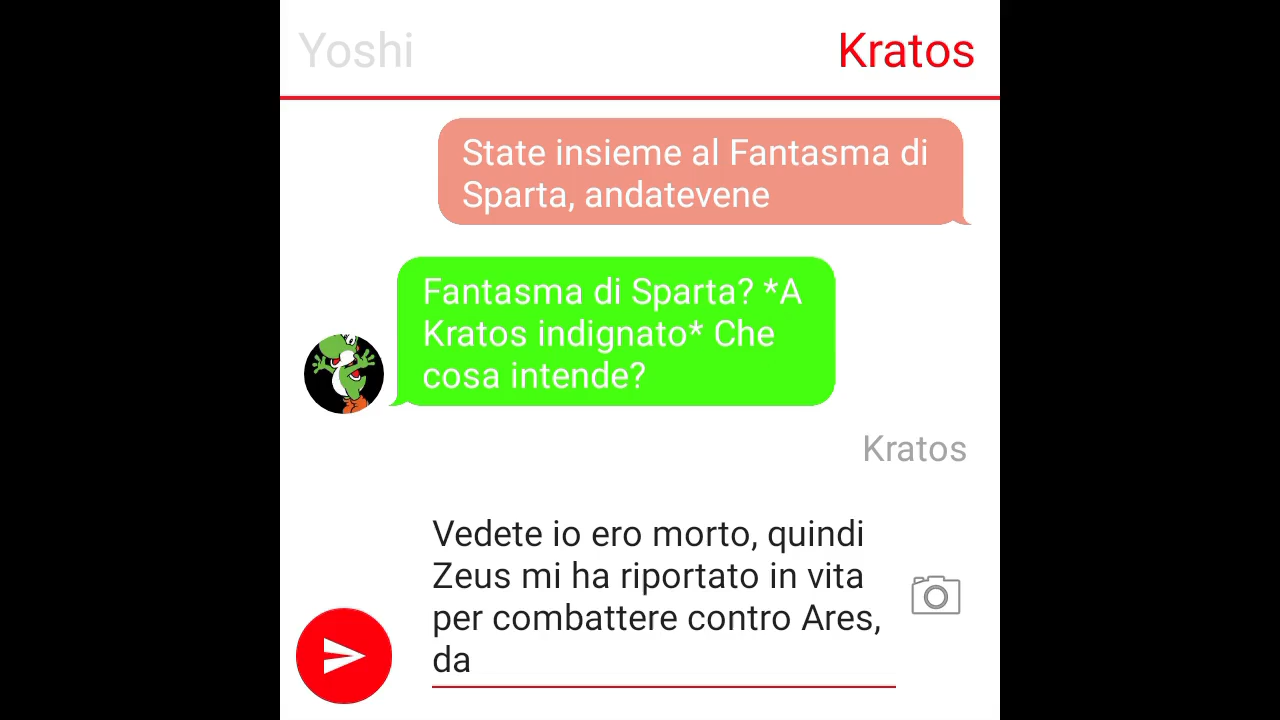 Yoshi
Kratos
State insieme al Fantasma di
Sparta, andatevene
Fantasma di Sparta? *A
Kratos indignato* Che
cosa intende?
Kratos
Vedete io ero morto, quindi
Zeus mi ha riportato in vita
per combattere contro Ares,
da